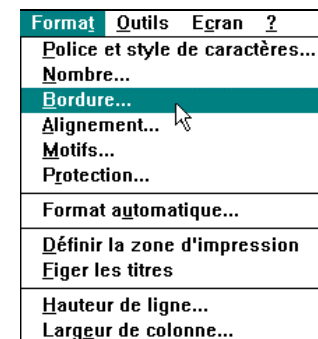 Format Outils Ecran ?
Police et style de caractères...
Nombre...
Bordure...
Alignement...
Motifs...
Protection...
Format automatique...
Définir la zone d'impression
Figer les titres
Hauteur de ligne...
Largeur de colonne...